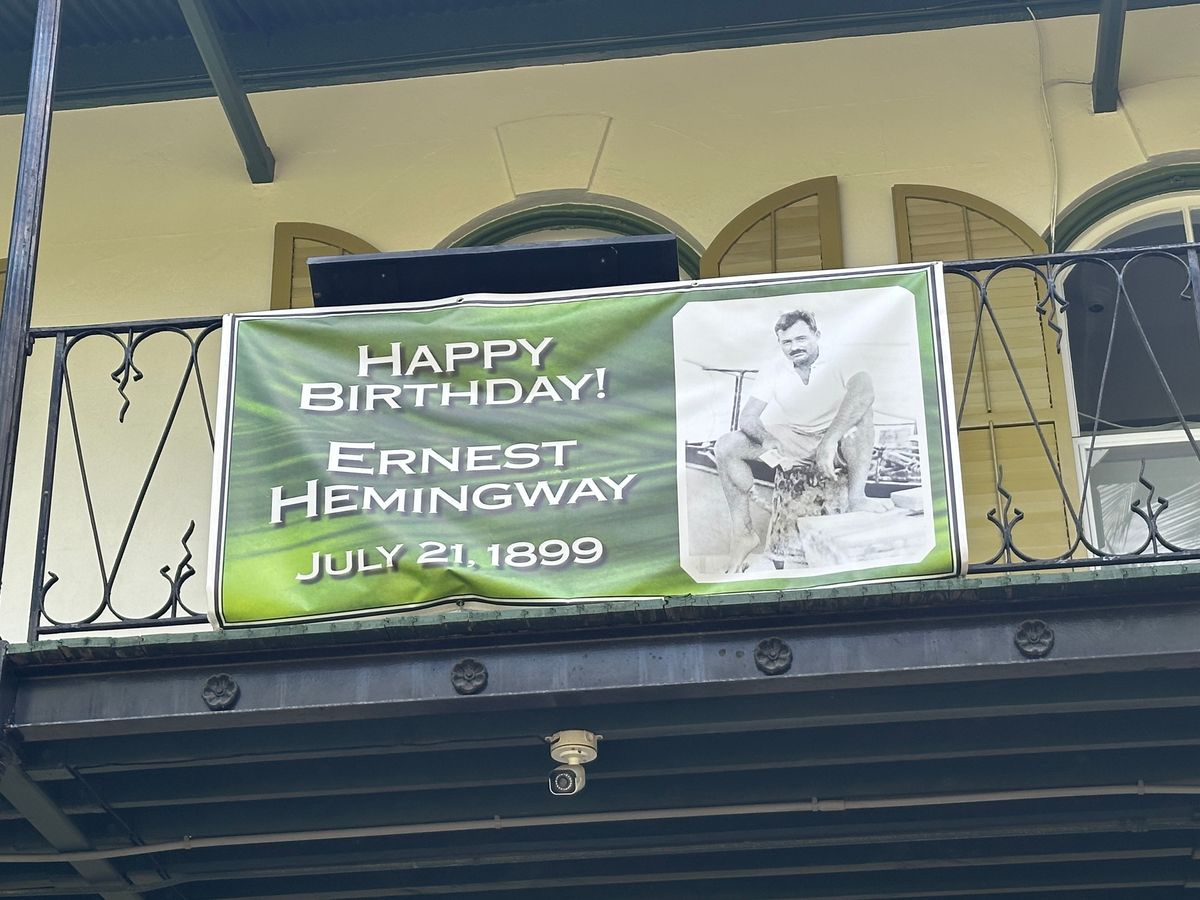 HAPPY
BIRTHDAY!
ERNEST
HEMINGWAY
JULY 21, 1899